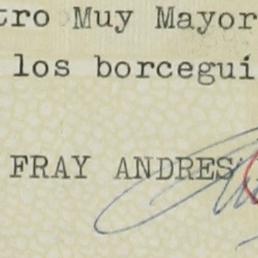 tro Muy Mayor
los borceguí
FRAY ANDRES